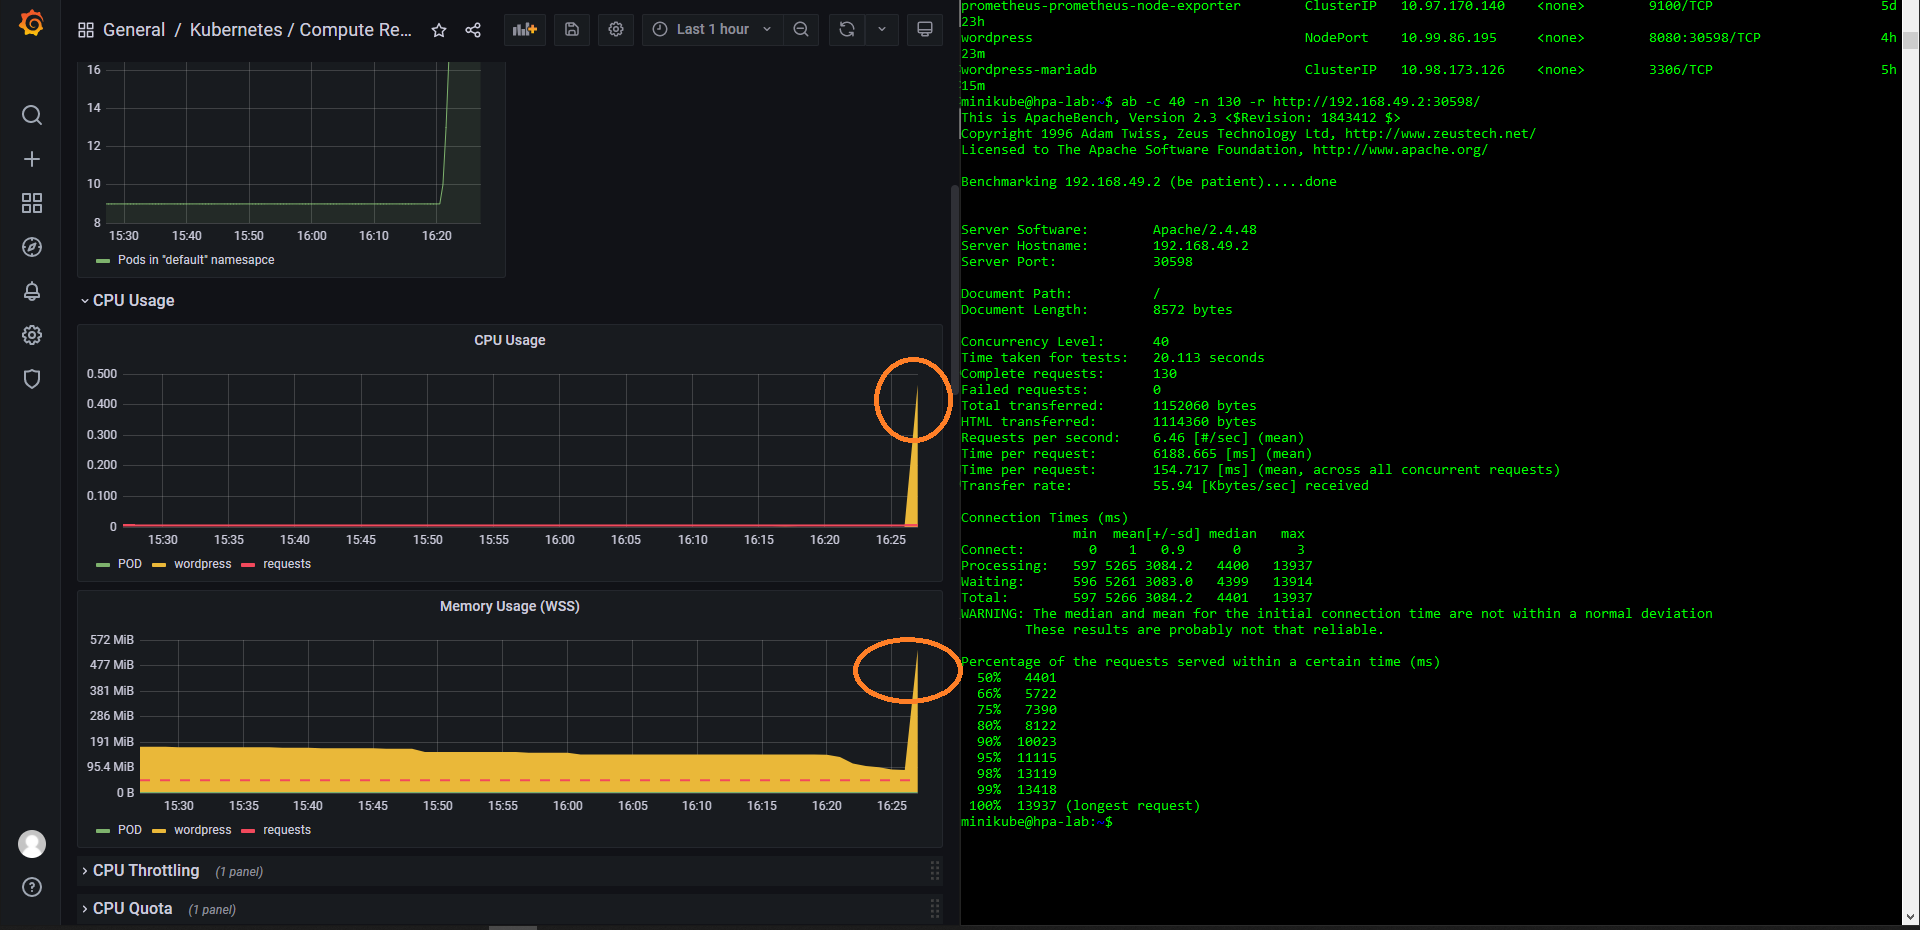 General / Kubernetes / Compute Re...
Last 1 hour
16
14
12
10
8
15:30 15:40 15:50 16:00 16:10 16:20
Pods in "default" namesapce
CPU Usage
CPU Usage
0.500
0.400
0.300
0.200
0.100
0
15:30 15:35 15:40 15:45 15:50 15:55 16:00 16:05 16:10 16:15 16:20 16:25
POD wordpress requests
Memory Usage (WSS)
572 MiB
477 MiB
381 MiB
286 MiB
191 MiB
95.4 MiB
0 B
15:30 15:35 15:40 15:45 15:50 15:55 16:00 16:05 16:10 16:15 16:20 16:25
POD wordpress requests
CPU Throttling (1 panel)
CPU Quota (1 panel)
prometheus-prometheus-node-exporter ClusterIP 10.97.170.140 <none> 9100/TCP 5d
23h
wordpress NodePort 10.99.86.195 <none> 8080:30598/TCP 4h
23m
wordpress-mariadb ClusterIP 10.98.173.126 <none> 3306/TCP 5h
15m
minikube@hpa-lab:~$ ab -c 40 -n 130 -r http://192.168.49.2:30598/
This is ApacheBench, Version 2.3 <$Revision: 1843412 $>
Copyright 1996 Adam Twiss, Zeus Technology Ltd, http://www.zeustech.net/
Licensed to The Apache Software Foundation, http://www.apache.org/
Benchmarking 192.168.49.2 (be patient).....done
Server Software: Apache/2.4.48
Server Hostname: 192.168.49.2
Server Port: 30598
Document Path: /
Document Length: 8572 bytes
Concurrency Level: 40
Time taken for tests: 20.113 seconds
Complete requests: 130
Failed requests: 0
Total transferred: 1152060 bytes
HTML transferred: 1114360 bytes
Requests per second: 6.46 [#/sec] (mean)
Time per request: 6188.665 [ms] (mean)
Time per request: 154.717 [ms] (mean, across all concurrent requests)
Transfer rate: 55.94 [Kbytes/sec] received
Connection Times (ms)
min mean[+/-sd] median max
Connect: 0 1 0.9 0 3
Processing: 597 5265 3084.2 4400 13937
Waiting: 596 5261 3083.0 4399 13914
Total: 597 5266 3084.2 4401 13937
WARNING: The median and mean for the initial connection time are not within a normal deviation
These results are probably not that reliable.
Percentage of the requests served within a certain time (ms)
50% 4401
66% 5722
75% 7390
80% 8122
90% 10023
95% 11115
98% 13119
99% 13418
100% 13937 (longest request)
minikube@hpa-lab:~$